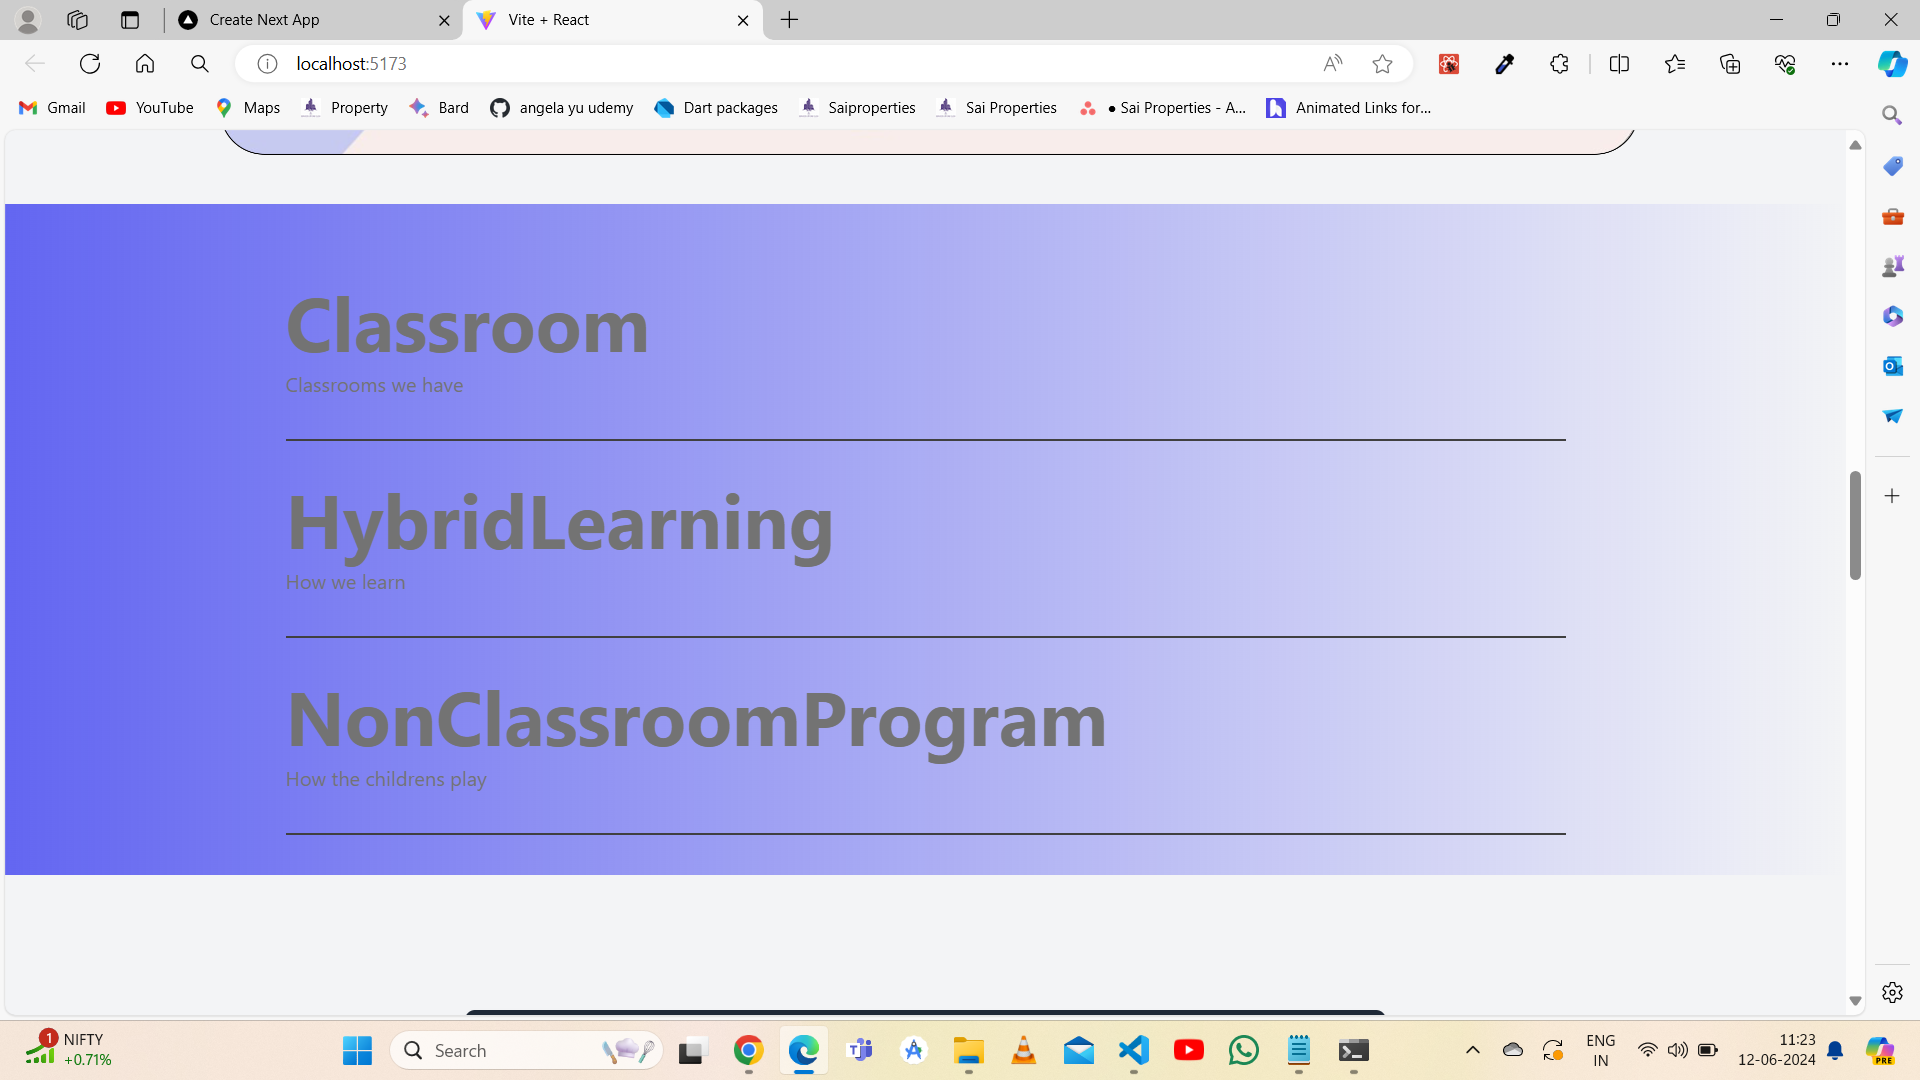 Create Next App
Vite + React
localhost:5173
Gmail
YouTube
Maps
Property
Bard
angela yu udemy
Dart packages
Saiproperties
Sai Properties
● Sai Properties - A...
Animated Links for...
Classroom
Classrooms we have
HybridLearning
How we learn
NonClassroomProgram
How the childrens play
1
NIFTY
+0.71%
Search
ENG
IN
11:23
12-06-2024
PRE